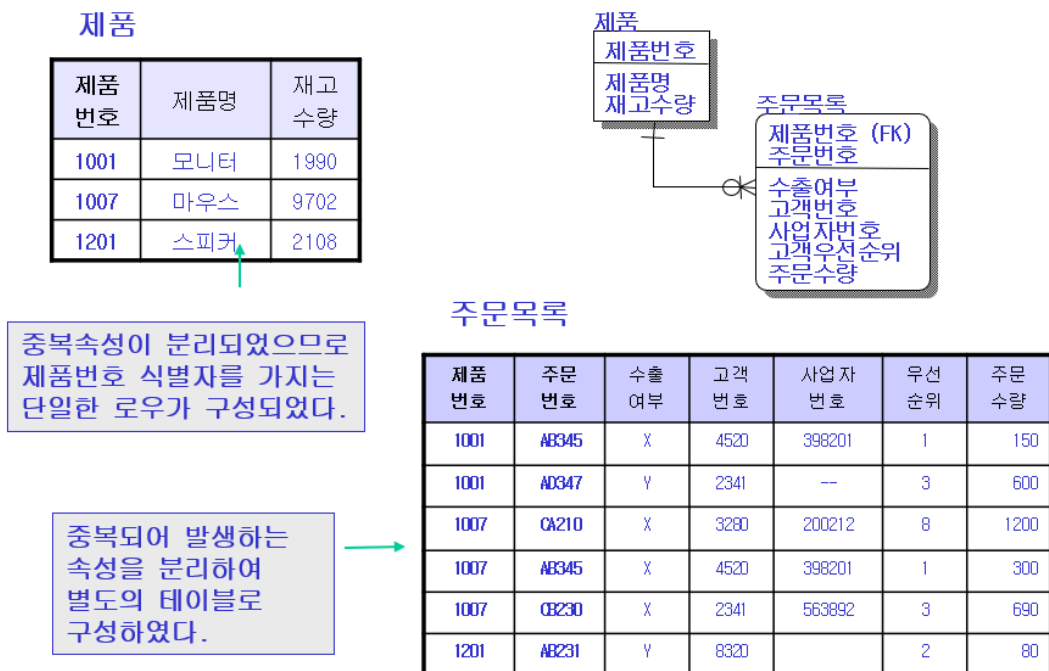 제품
제품 번호 제품명 재고 수량
1001 모니터 1990
1007 마우스 9702
1201 스피커 2108
중복속성이 분리되었으므로
제품번호 식별자를 가지는
단일한 로우가 구성되었다.
제품
제품번호
제품명
재고수량
주문목록
제품번호 (FK)
주문번호
수출여부
고객번호
사업자번호
고객우선순위
주문수량
중복되어 발생하는
속성을 분리하여
별도의 테이블로
구성하였다.
주문목록
제품 번호 주문 번호 수출 여부 고객 번호 사업자 번호 우선 순위 주문 수량
1001 AB345 X 4520 398201 1 150
1001 AD347 Y 2341 -- 3 600
1007 CA210 X 3280 200212 8 1200
1007 AB345 X 4520 398201 1 300
1007 CB230 X 2341 563892 3 690
1201 AB231 Y 8320 2 80